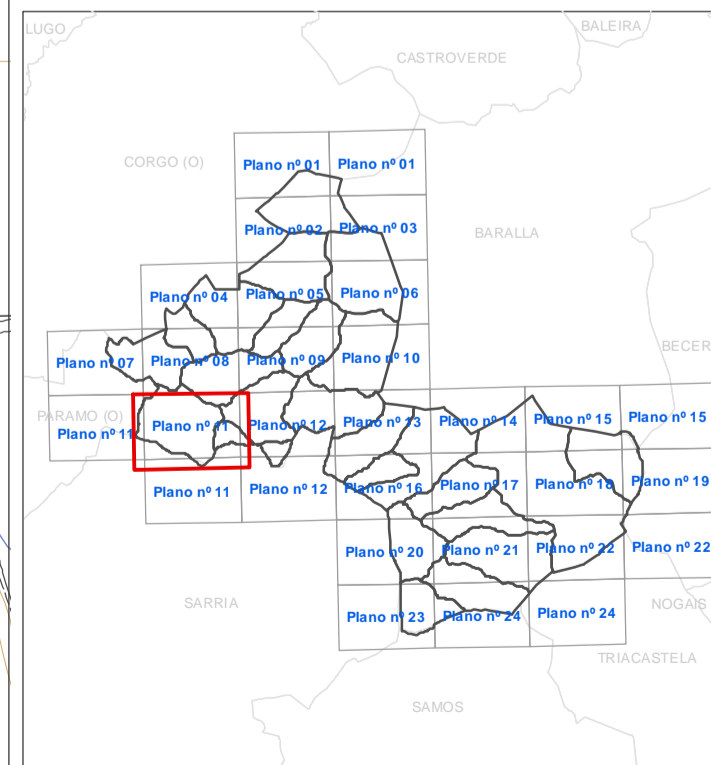 LUGO
BALEIRA
CASTROVERDE
CORGO (O)
Plano nº 01
Plano nº 01
Plano nº 02
Plano nº 03
BARALLA
Plano nº 04
Plano nº 05
Plano nº 06
BECER
Plano nº 07
Plano nº 08
Plano nº 09
Plano nº 10
PARAMO (O)
Plano nº 11
Plano nº 11
Plano nº 12
Plano nº 13
Plano nº 14
Plano nº 15
Plano nº 15
Plano nº 11
Plano nº 12
Plano nº 16
Plano nº 17
Plano nº 18
Plano nº 19
Plano nº 20
Plano nº 21
Plano nº 22
Plano nº 22
SARRIA
NOGAIS
Plano nº 23
Plano nº 24
Plano nº 24
TRIACASTELA
SAMOS